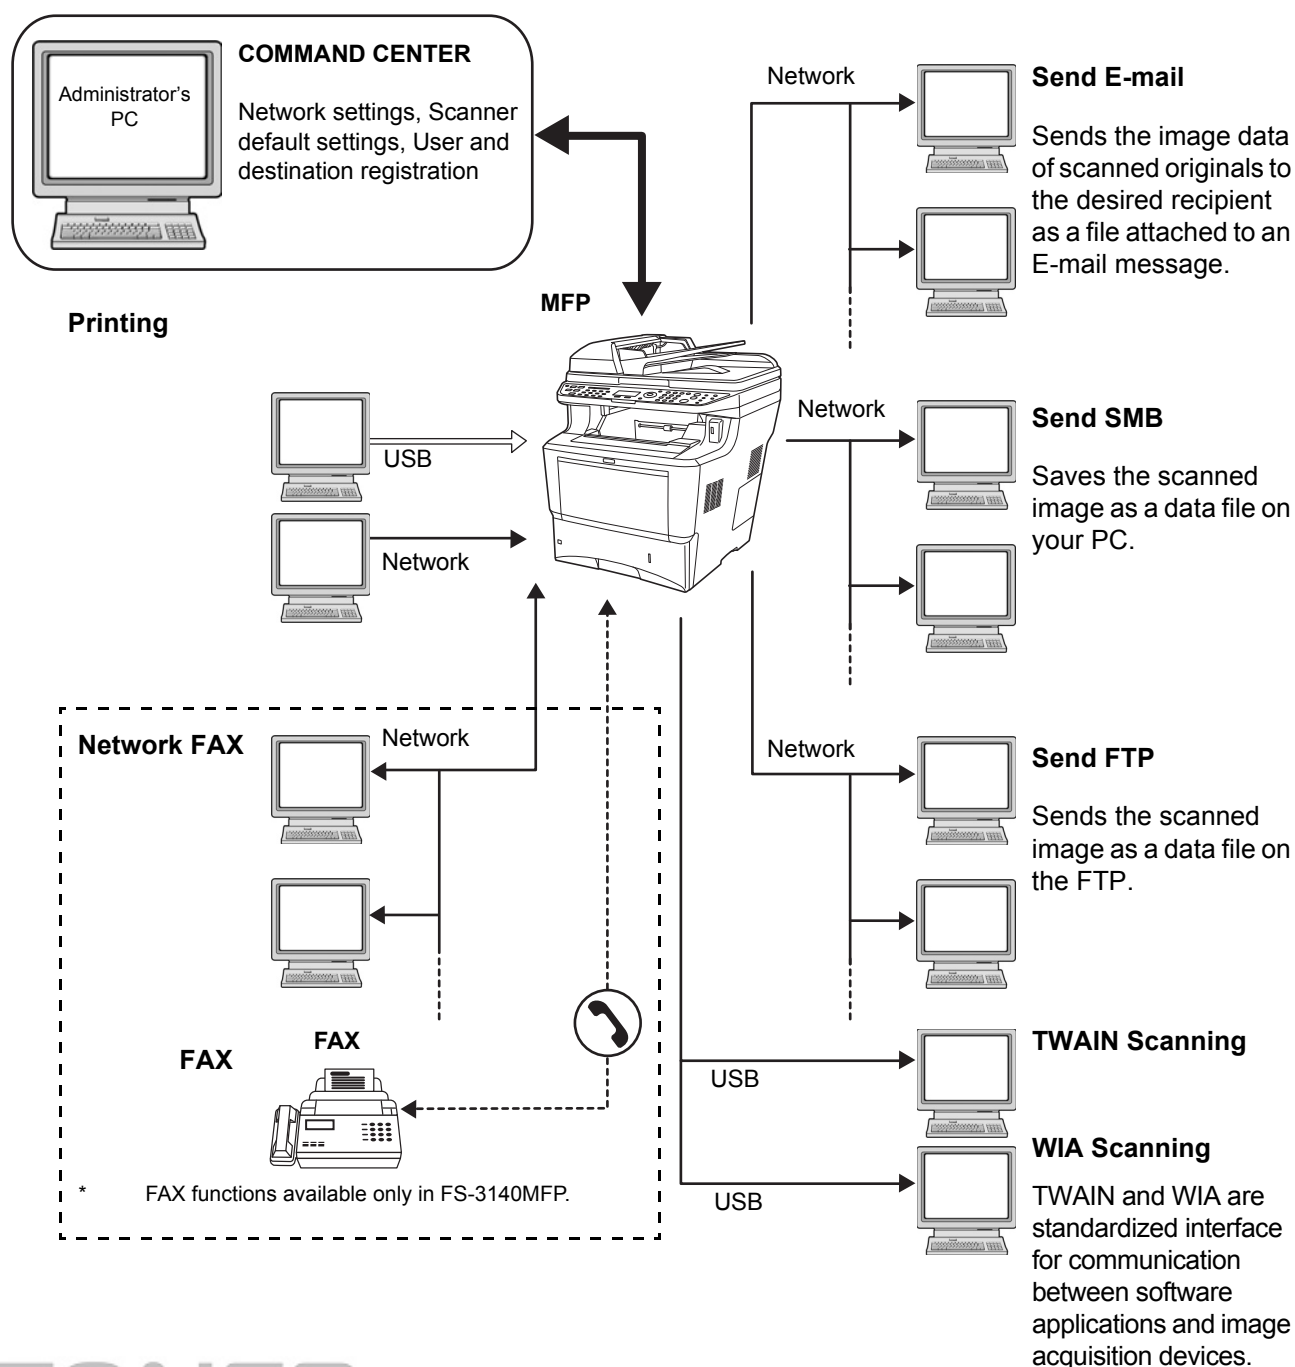 COMMAND CENTER
Administrator's
PC
Network settings, Scanner
default settings, User and
destination registration
Network
Send E-mail
Sends the image data
of scanned originals to
the desired recipient
as a file attached to an
E-mail message.
MFP
Printing
USB
Network
Network
Send SMB
Saves the scanned
image as a data file on
your PC.
Network FAX
Network
Network
Send FTP
Sends the scanned
image as a data file on
the FTP.
FAX
FAX
* FAX functions available only in FS-3140MFP.
USB
TWAIN Scanning
USB
WIA Scanning
TWAIN and WIA are
standardized interface
for communication
between software
applications and image
acquisition devices.